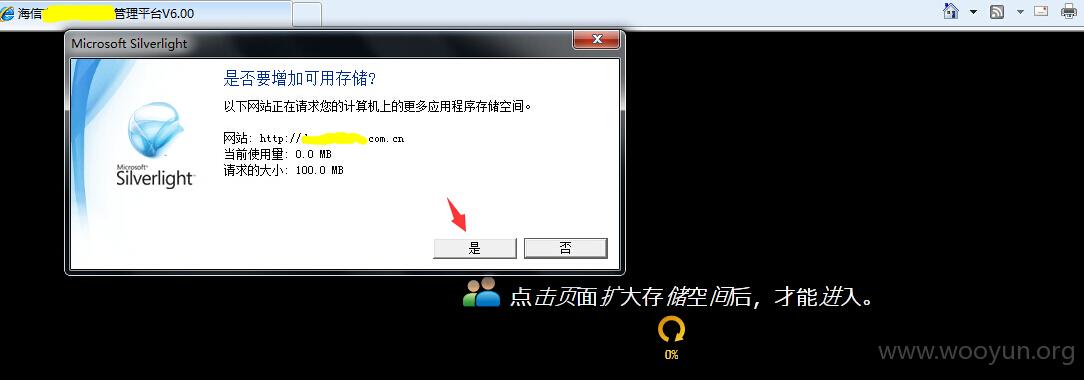 海信 管理平台V6.00
Microsoft Silverlight
是否要增加可用存储?
以下网站正在请求您的计算机上的更多应用程序存储空间。
网站: http:// .com.cn
当前使用量: 0.0 MB
请求的大小: 100.0 MB
Microsoft®
Silverlight™
是
否
点击页面扩大存储空间后，才能进入。
0%
www.wooyun.org